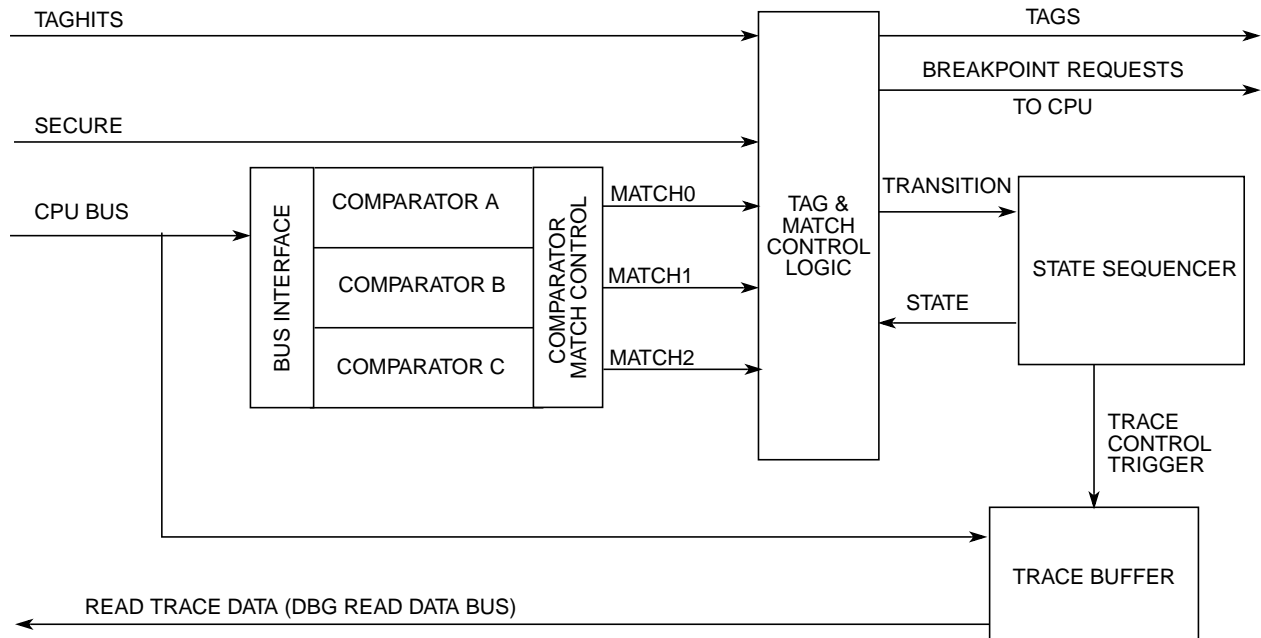 TAGHITS
TAGS
BREAKPOINT REQUESTS
TO CPU
SECURE
CPU BUS
BUS INTERFACE
COMPARATOR A
COMPARATOR B
COMPARATOR C
COMPARATOR
MATCH CONTROL
MATCH0
MATCH1
MATCH2
TAG &
MATCH
CONTROL
LOGIC
TRANSITION
STATE
STATE SEQUENCER
TRACE
CONTROL
TRIGGER
TRACE BUFFER
READ TRACE DATA (DBG READ DATA BUS)